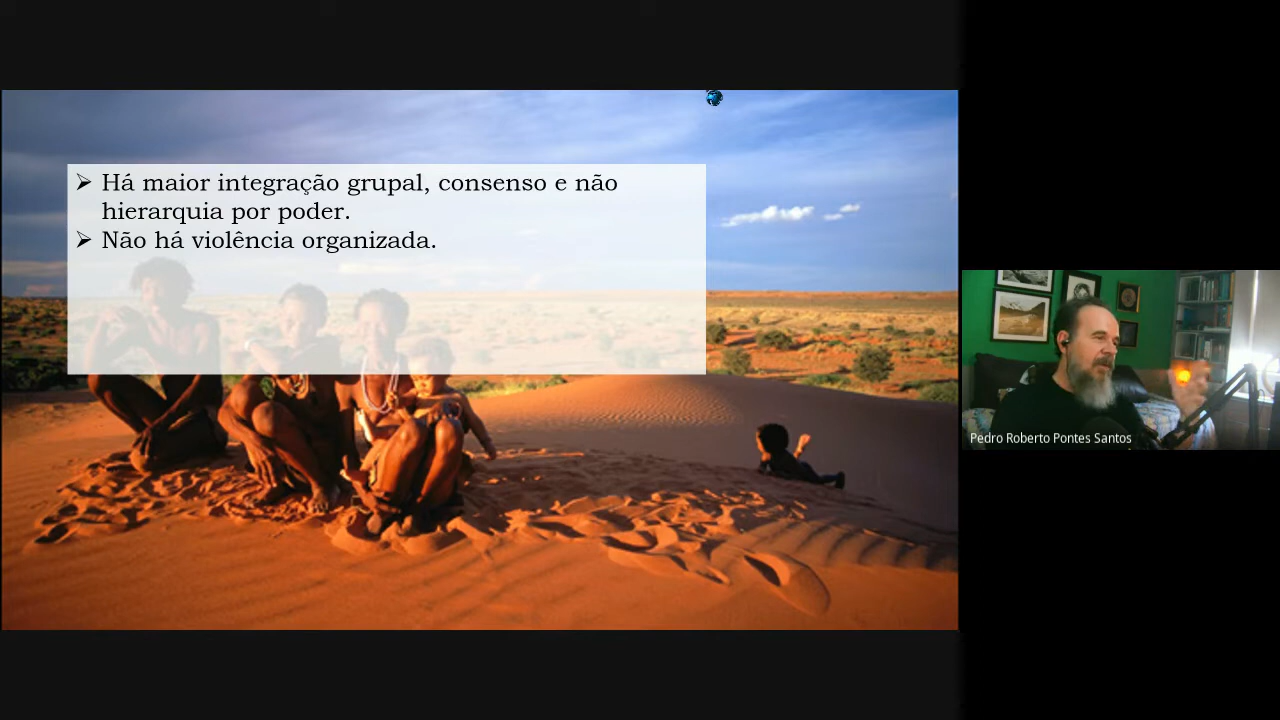 ➢ Há maior integração grupal, consenso e não
hierarquia por poder.
➢ Não há violência organizada.
Pedro Roberto Pontes Santos